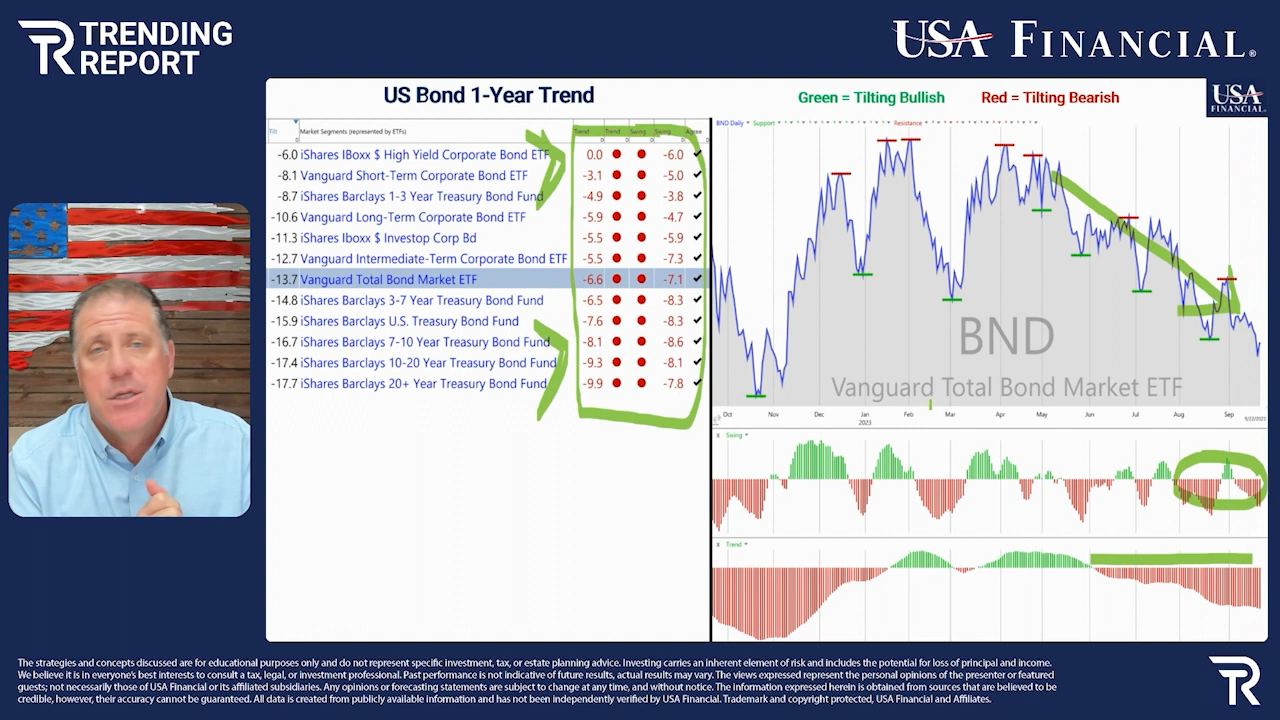 TRENDING
REPORT
USA FINANCIAL®
US Bond 1-Year Trend
Green = Tilting Bullish
Red = Tilting Bearish
USA
FINANCIAL
Tilt Market Segments (represented by ETFs) Trend Trend Swing Swing Agree
-6.0 iShares IBoxx $ High Yield Corporate Bond ETF 0.0 -6.0 ✔
-8.1 Vanguard Short-Term Corporate Bond ETF -3.1 -5.0 ✔
-8.7 iShares Barclays 1-3 Year Treasury Bond Fund -4.9 -3.8 ✔
-10.6 Vanguard Long-Term Corporate Bond ETF -5.9 -4.7 ✔
-11.3 iShares Iboxx $ Investop Corp Bd -5.5 -5.9 ✔
-12.7 Vanguard Intermediate-Term Corporate Bond ETF -5.5 -7.3 ✔
-13.7 Vanguard Total Bond Market ETF -6.6 -7.1 ✔
-14.8 iShares Barclays 3-7 Year Treasury Bond Fund -6.5 -8.3 ✔
-15.9 iShares Barclays U.S. Treasury Bond Fund -7.6 -8.3 ✔
-16.7 iShares Barclays 7-10 Year Treasury Bond Fund -8.1 -8.6 ✔
-17.4 iShares Barclays 10-20 Year Treasury Bond Fund -9.3 -8.1 ✔
-17.7 iShares Barclays 20+ Year Treasury Bond Fund -9.9 -7.8 ✔
BND Daily Support Resistance
BND
Vanguard Total Bond Market ETF
Oct Nov Dec Jan Feb Mar Apr May Jun Jul Aug Sep
2023
X Swing
X Trend
The strategies and concepts discussed are for educational purposes only and do not represent specific investment, tax, or estate planning advice. Investing carries an inherent element of risk and includes the potential for loss of principal and income.
We believe it is in everyone's best interests to consult a tax, legal, or investment professional. Past performance is not indicative of future results, actual results may vary. The views expressed represent the personal opinions of the presenter or featured
guests; not necessarily those of USA Financial or its affiliated subsidiaries. Any opinions or forecasting statements are subject to change at any time, and without notice. The information expressed herein is obtained from sources that are believed to be
credible, however, their accuracy cannot be guaranteed. All data is created from publicly available information and has not been independently verified by USA Financial. Trademark and copyright protected, USA Financial and Affiliates.